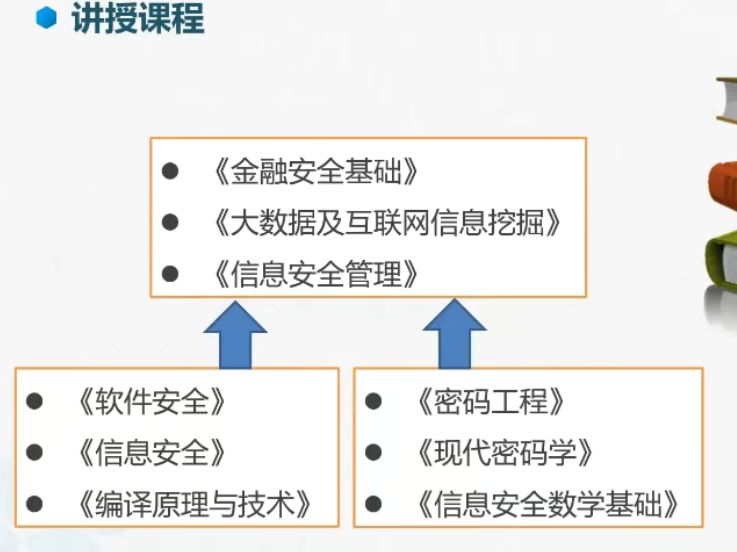 讲授课程
● 《金融安全基础》
● 《大数据及互联网信息挖掘》
● 《信息安全管理》
● 《软件安全》
● 《信息安全》
● 《编译原理与技术》
● 《密码工程》
● 《现代密码学》
● 《信息安全数学基础》